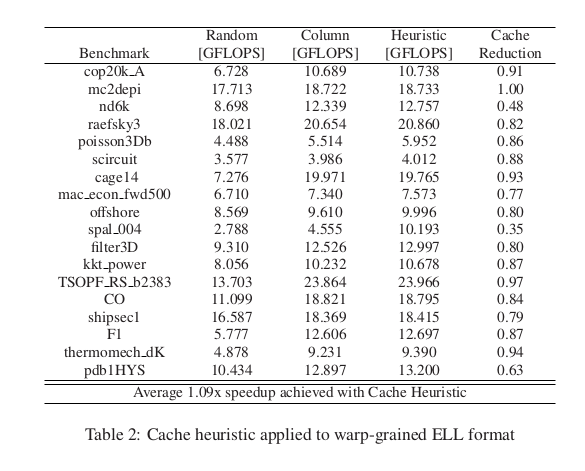 Random Column Heuristic Cache
Benchmark [GFLOPS] [GFLOPS] [GFLOPS] Reduction
cop20k_A 6.728 10.689 10.738 0.91
mc2depi 17.713 18.722 18.733 1.00
nd6k 8.698 12.339 12.757 0.48
raefsky3 18.021 20.654 20.860 0.82
poisson3Db 4.488 5.514 5.952 0.86
scircuit 3.577 3.986 4.012 0.88
cage14 7.276 19.971 19.765 0.93
mac_econ_fwd500 6.710 7.340 7.573 0.77
offshore 8.569 9.610 9.996 0.80
spal_004 2.788 4.555 10.193 0.35
filter3D 9.310 12.526 12.997 0.80
kkt_power 8.056 10.232 10.678 0.87
TSOPF_RS_b2383 13.703 23.864 23.966 0.97
CO 11.099 18.821 18.795 0.84
shipsec1 16.587 18.369 18.415 0.79
F1 5.777 12.606 12.697 0.87
thermomech_dK 4.878 9.231 9.390 0.94
pdb1HYS 10.434 12.897 13.200 0.63
Average 1.09x speedup achieved with Cache Heuristic
Table 2: Cache heuristic applied to warp-grained ELL format